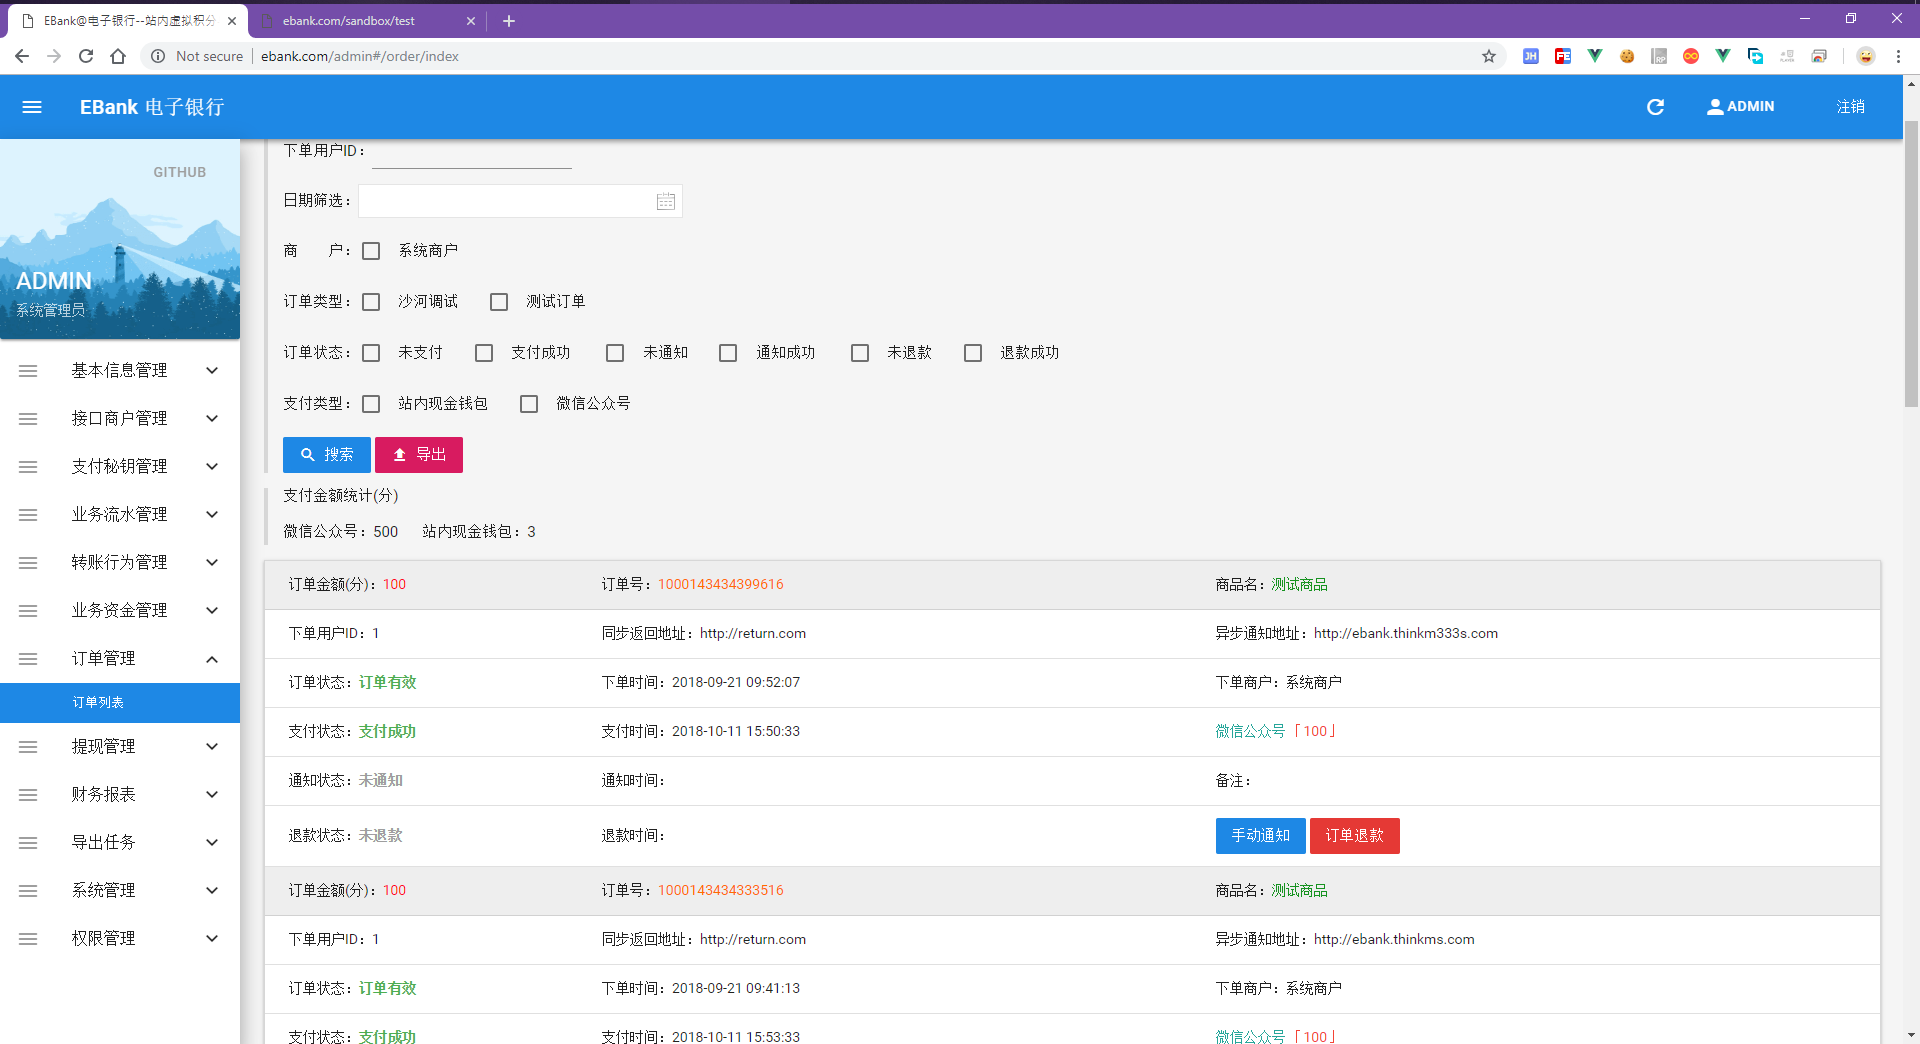 EBank@电子银行--站内虚拟积分
ebank.com/sandbox/test
Not secure
ebank.com/admin#/order/index
EBank 电子银行
ADMIN
注销
GITHUB
ADMIN
系统管理员
基本信息管理
接口商户管理
支付秘钥管理
业务流水管理
转账行为管理
业务资金管理
订单管理
订单列表
提现管理
财务报表
导出任务
系统管理
权限管理
下单用户ID：
日期筛选：
商 户： 系统商户
订单类型： 沙河调试 测试订单
订单状态： 未支付 支付成功 未通知 通知成功 未退款 退款成功
支付类型： 站内现金钱包 微信公众号
搜索 导出
支付金额统计(分)
微信公众号：500 站内现金钱包：3
订单金额(分)：100 订单号：1000143434399616 商品名：测试商品
下单用户ID：1 同步返回地址：http://return.com 异步通知地址：http://ebank.thinkm333s.com
订单状态：订单有效 下单时间：2018-09-21 09:52:07 下单商户：系统商户
支付状态：支付成功 支付时间：2018-10-11 15:50:33 微信公众号「100」
通知状态：未通知 通知时间： 备注：
退款状态：未退款 退款时间： 手动通知 订单退款
订单金额(分)：100 订单号：1000143434333516 商品名：测试商品
下单用户ID：1 同步返回地址：http://return.com 异步通知地址：http://ebank.thinkms.com
订单状态：订单有效 下单时间：2018-09-21 09:41:13 下单商户：系统商户
支付状态：支付成功 支付时间：2018-10-11 15:53:33 微信公众号「100」